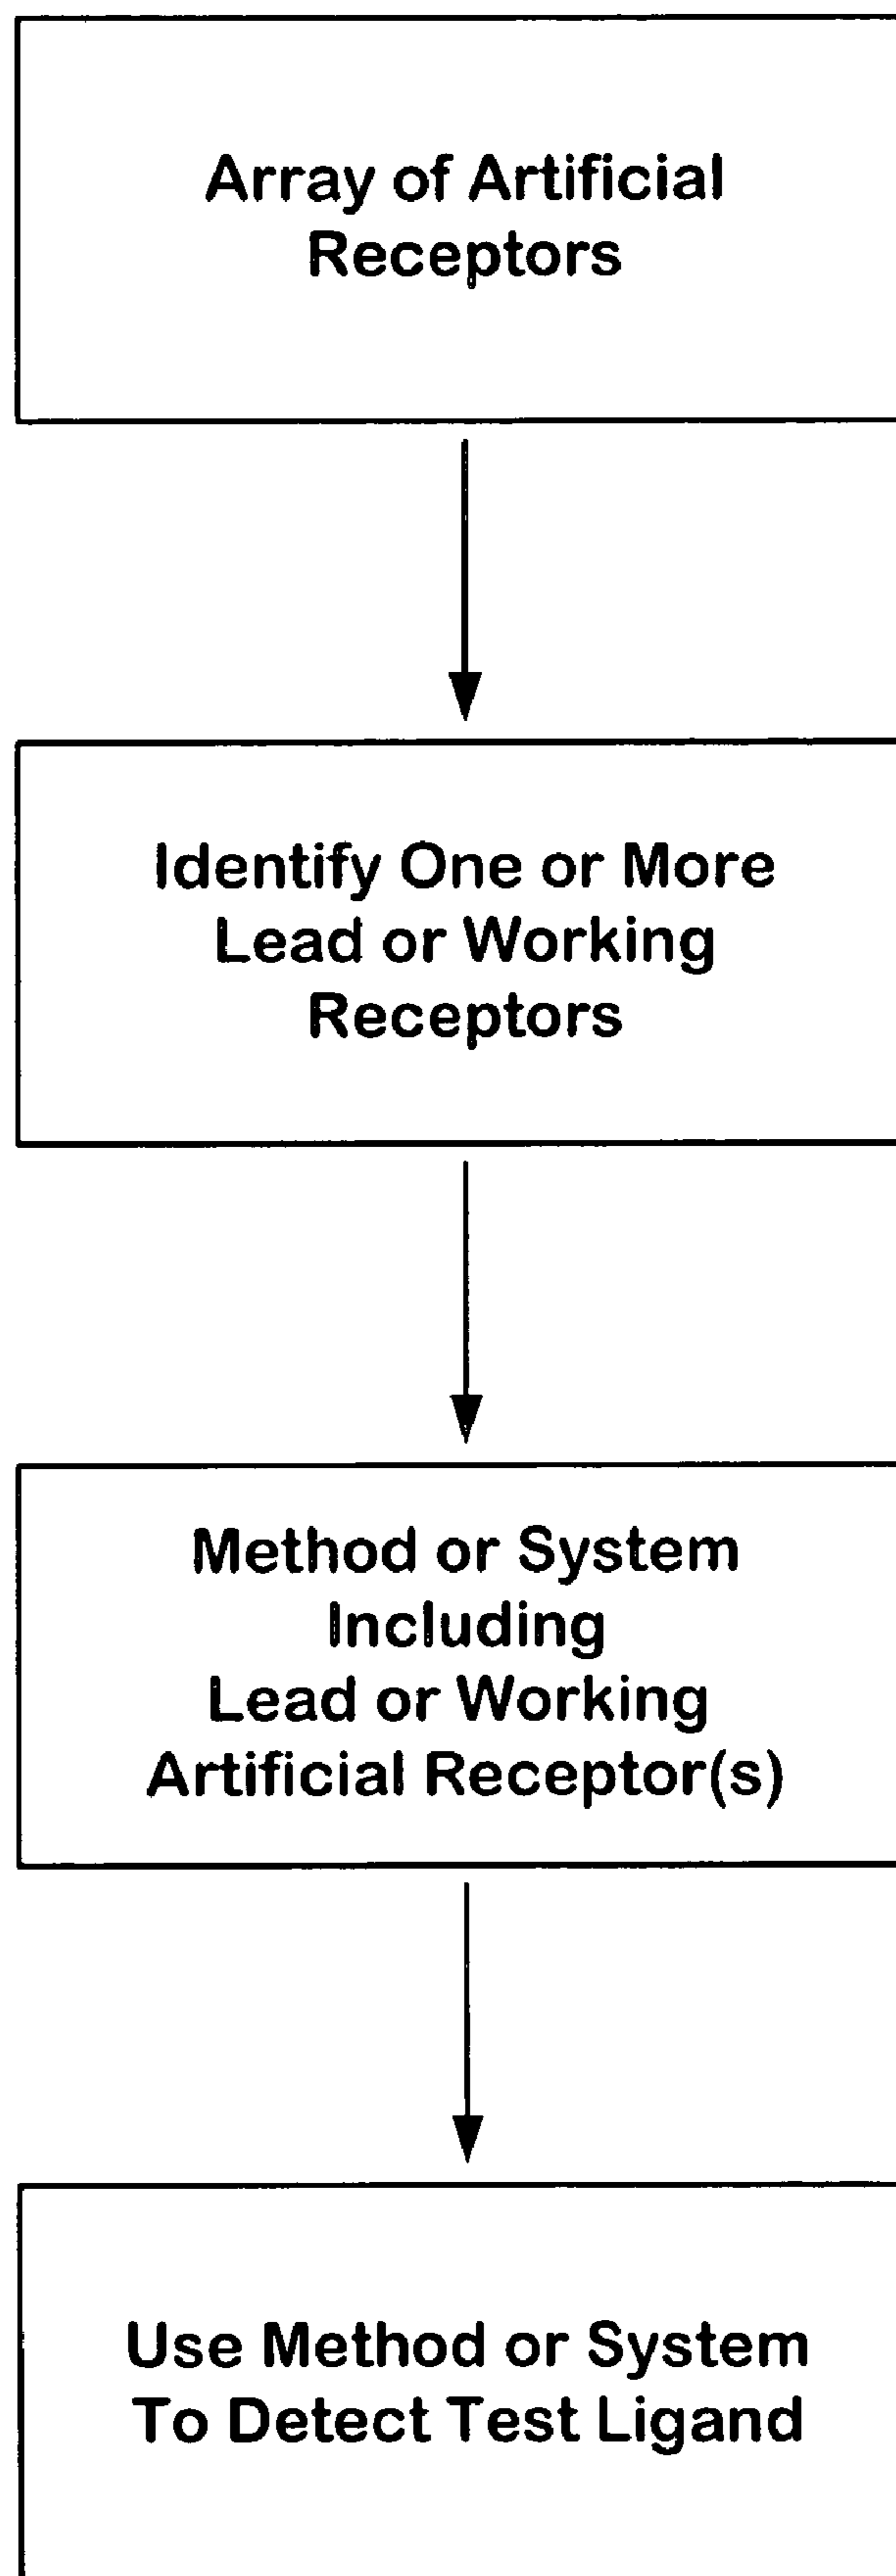 Array of Artificial
Receptors
Identify One or More
Lead or Working
Receptors
Method or System
Including
Lead or Working
Artificial Receptor(s)
Use Method or System
To Detect Test Ligand